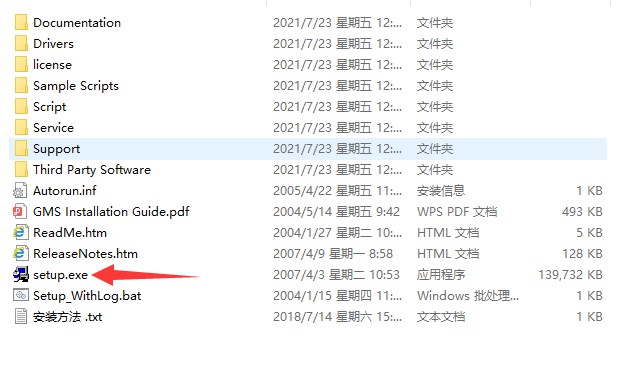 Documentation 2021/7/23 星期五 12:... 文件夹
Drivers 2021/7/23 星期五 12:... 文件夹
license 2021/7/23 星期五 12:... 文件夹
Sample Scripts 2021/7/23 星期五 12:... 文件夹
Script 2021/7/23 星期五 12:... 文件夹
Service 2021/7/23 星期五 12:... 文件夹
Support 2021/7/23 星期五 12:... 文件夹
Third Party Software 2021/7/23 星期五 12:... 文件夹
Autorun.inf 2005/4/22 星期五 11:... 安装信息 1 KB
GMS Installation Guide.pdf 2004/5/14 星期五 9:42 WPS PDF 文档 493 KB
ReadMe.htm 2004/1/27 星期二 10:... HTML 文档 5 KB
ReleaseNotes.htm 2007/4/9 星期一 8:58 HTML 文档 128 KB
setup.exe 2007/4/3 星期二 10:53 应用程序 139,732 KB
Setup_WithLog.bat 2004/1/15 星期四 11:... Windows 批处理... 1 KB
安装方法 .txt 2018/7/14 星期六 15:... 文本文档 1 KB